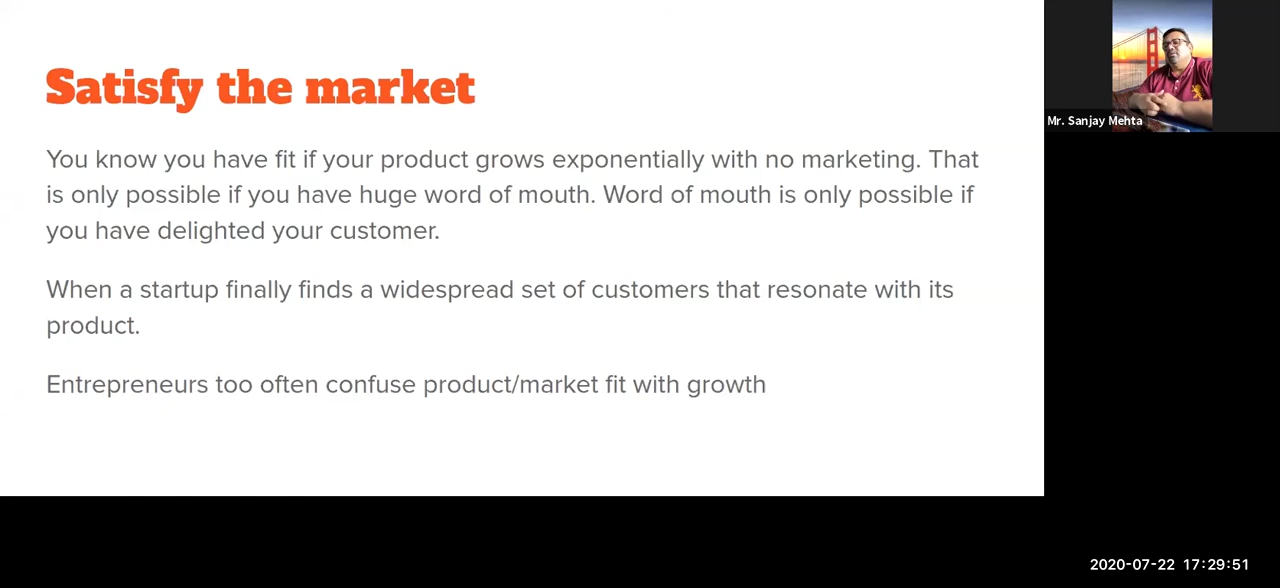 Satisfy the market
You know you have fit if your product grows exponentially with no marketing. That
is only possible if you have huge word of mouth. Word of mouth is only possible if
you have delighted your customer.
When a startup finally finds a widespread set of customers that resonate with its
product.
Entrepreneurs too often confuse product/market fit with growth
Mr. Sanjay Mehta
2020-07-22 17:29:51